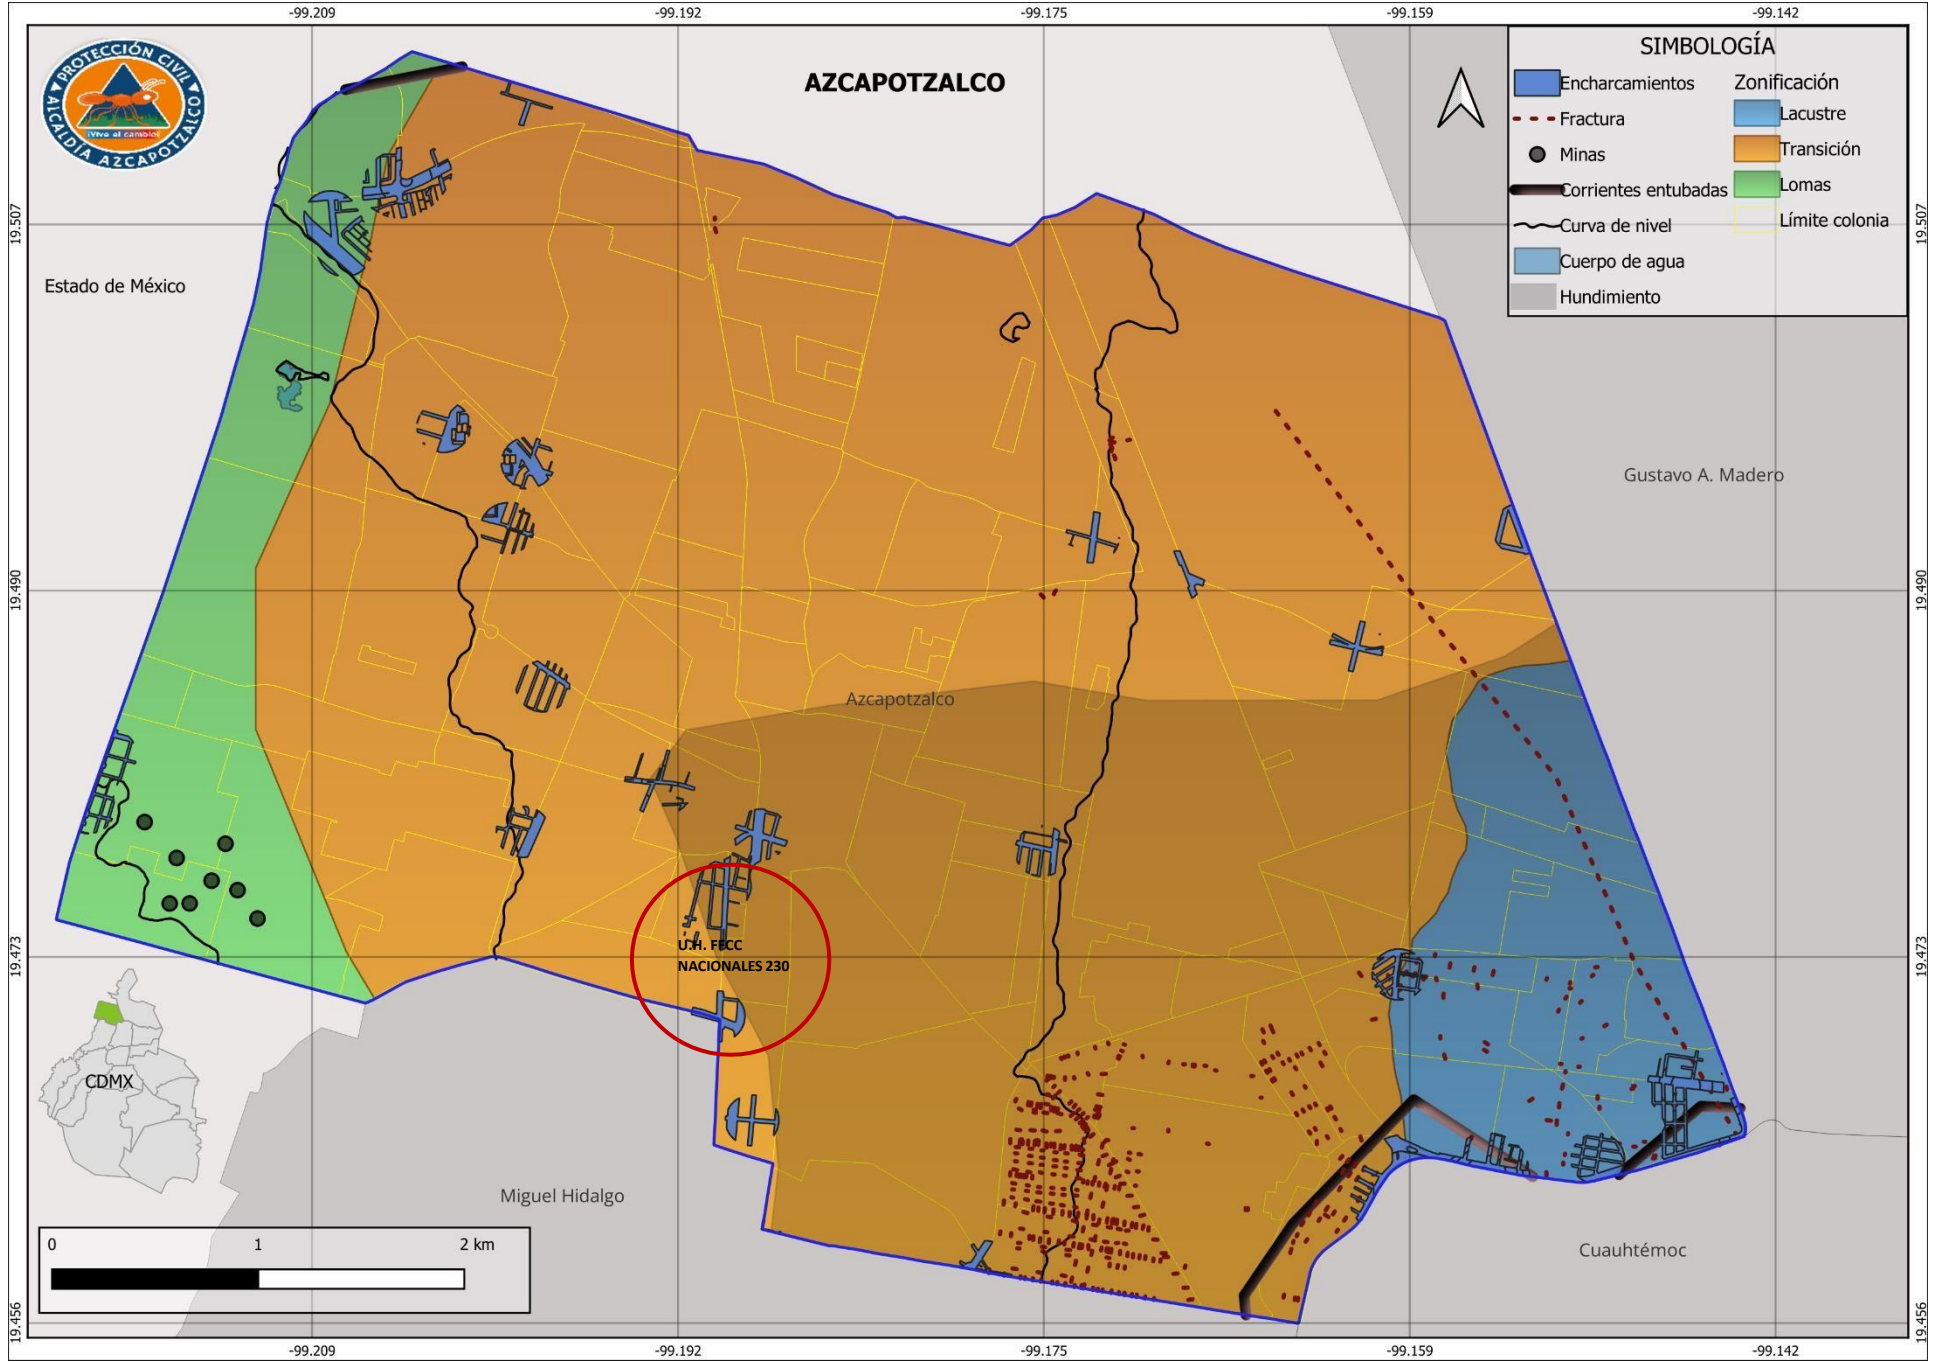 -99.209
-99.192
-99.175
-99.159
-99.142
PROTECCIÓN CIVIL
¡Vive el cambio!
ALCALDÍA AZCAPOTZALCO
AZCAPOTZALCO
SIMBOLOGÍA
Encharcamientos
Fractura
Minas
Corrientes entubadas
Curva de nivel
Cuerpo de agua
Hundimiento
Zonificación
Lacustre
Transición
Lomas
Límite colonia
19.507
19.507
Estado de México
Gustavo A. Madero
19.490
19.490
Azcapotzalco
U.H. FFCC
NACIONALES 230
19.473
19.473
CDMX
Miguel Hidalgo
Cuauhtémoc
0 1 2 km
19.456
19.456
-99.209
-99.192
-99.175
-99.159
-99.142